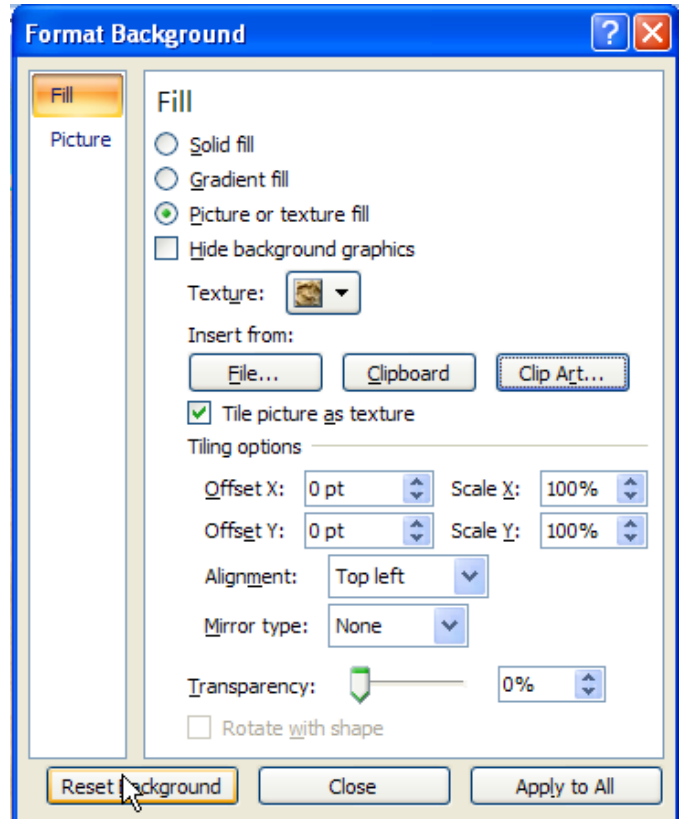 Format Background
Fill
Picture
Fill
Solid fill
Gradient fill
Picture or texture fill
Hide background graphics
Texture:
Insert from:
File... Clipboard Clip Art...
Tile picture as texture
Tiling options
Offset X: 0 pt Scale X: 100%
Offset Y: 0 pt Scale Y: 100%
Alignment: Top left
Mirror type: None
Transparency: 0%
Rotate with shape
Reset Background Close Apply to All